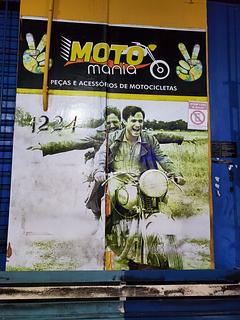 MOTO
mania
PEÇAS E ACESSÓRIOS DE MOTOCICLETAS
1224